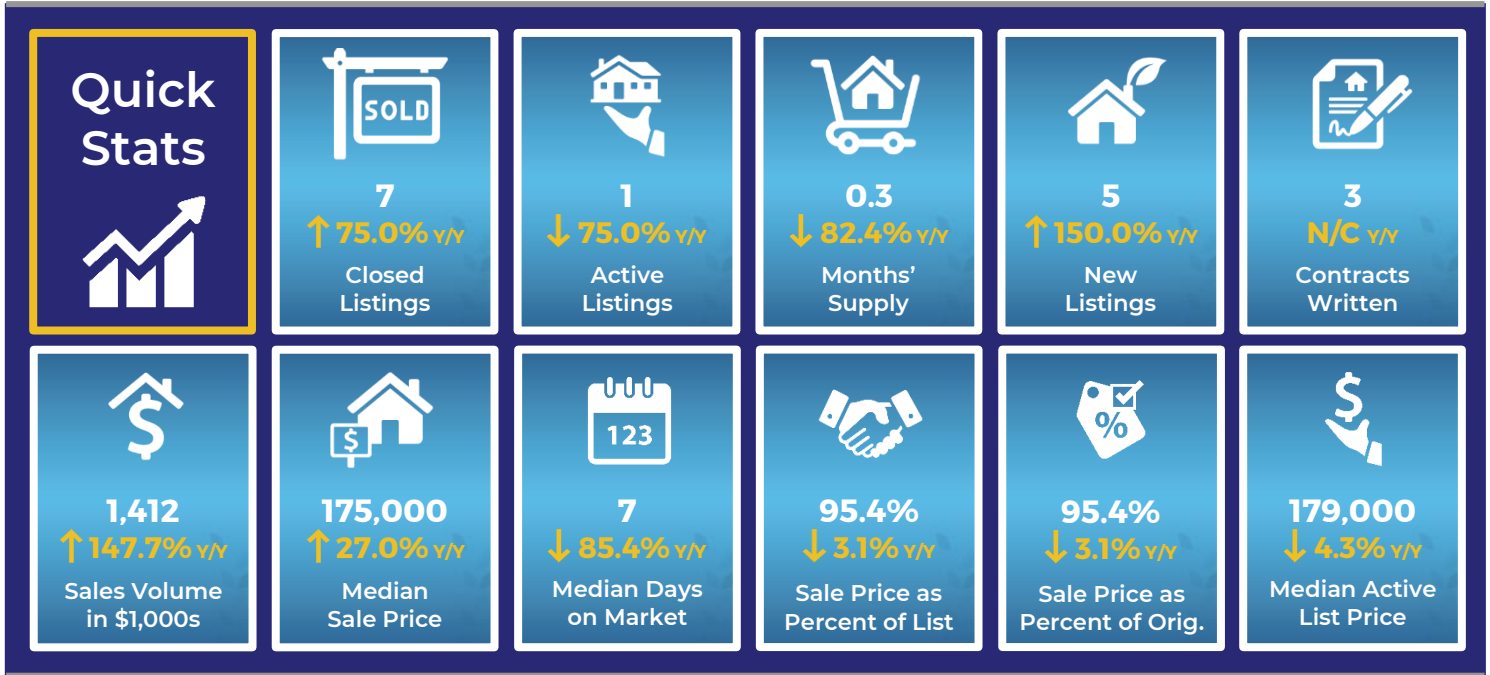 Quick
Stats
SOLD
7
↑ 75.0% Y/Y
Closed
Listings
1
↓ 75.0% Y/Y
Active
Listings
0.3
↓ 82.4% Y/Y
Months’
Supply
5
↑ 150.0% Y/Y
New
Listings
3
N/C Y/Y
Contracts
Written
$
1,412
↑ 147.7% Y/Y
Sales Volume
in $1,000s
$
175,000
↑ 27.0% Y/Y
Median
Sale Price
123
7
↓ 85.4% Y/Y
Median Days
on Market
95.4%
↓ 3.1% Y/Y
Sale Price as
Percent of List
%
95.4%
↓ 3.1% Y/Y
Sale Price as
Percent of Orig.
$
179,000
↓ 4.3% Y/Y
Median Active
List Price